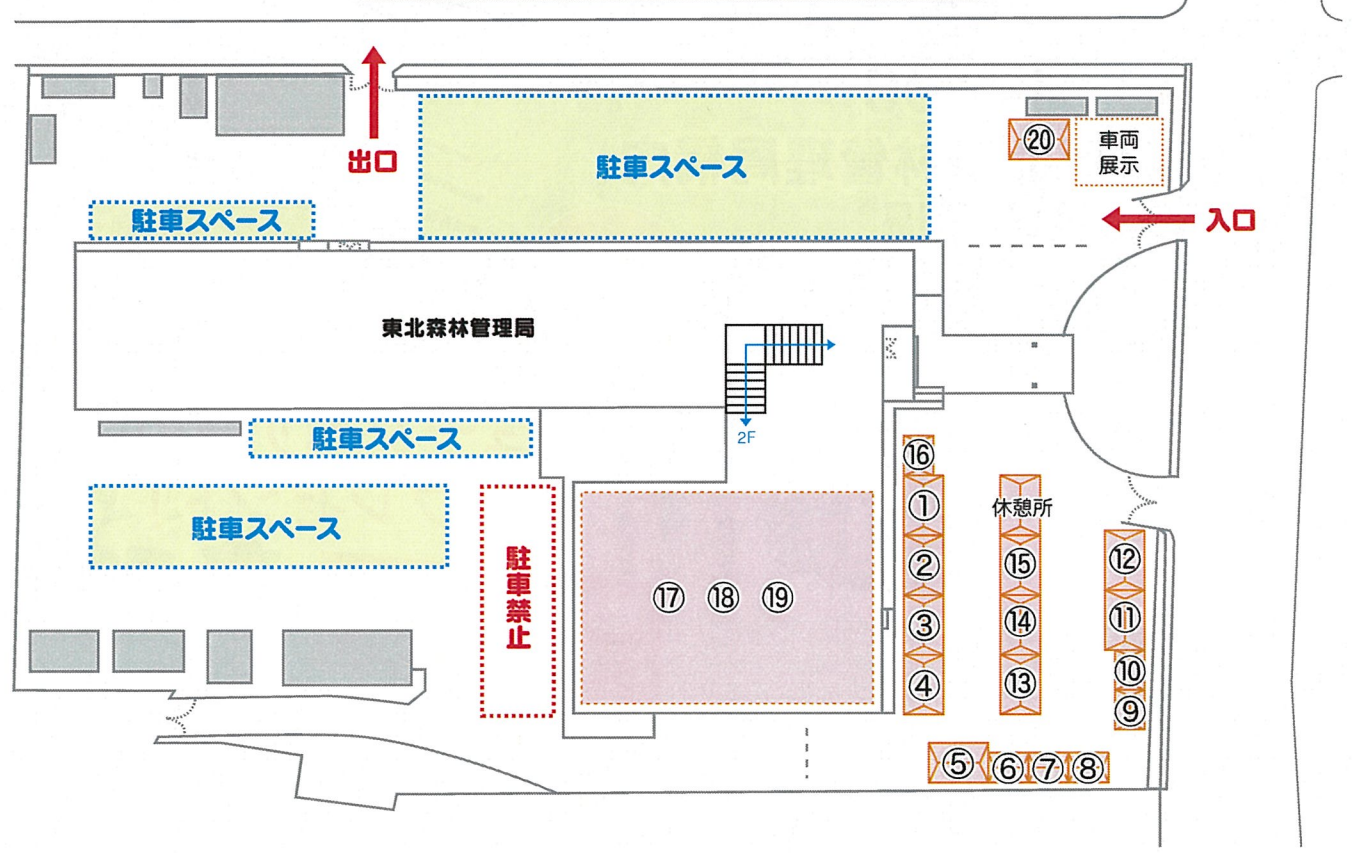 出口
駐車スペース
⑳
車両
展示
駐車スペース
入口
東北森林管理局
2F
駐車スペース
⑯
①
休憩所
駐車スペース
駐車禁止
⑰ ⑱ ⑲
②
⑮
⑫
③
⑭
⑪
④
⑬
⑩
⑨
⑤ ⑥ ⑦ ⑧